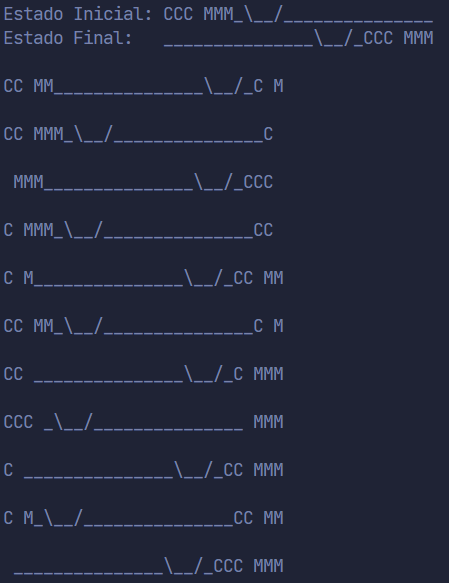 Estado Inicial: CCC MMM_\__/_______________
Estado Final:   _______________\__/_CCC MMM
CC MM_______________\__/_C M
CC MMM_\__/_______________C
 MMM_______________\__/_CCC
C MMM_\__/_______________CC
C M_______________\__/_CC MM
CC MM_\__/_______________C M
CC _______________\__/_C MMM
CCC _\__/_______________ MMM
C _______________\__/_CC MMM
C M_\__/_______________CC MM
 _______________\__/_CCC MMM